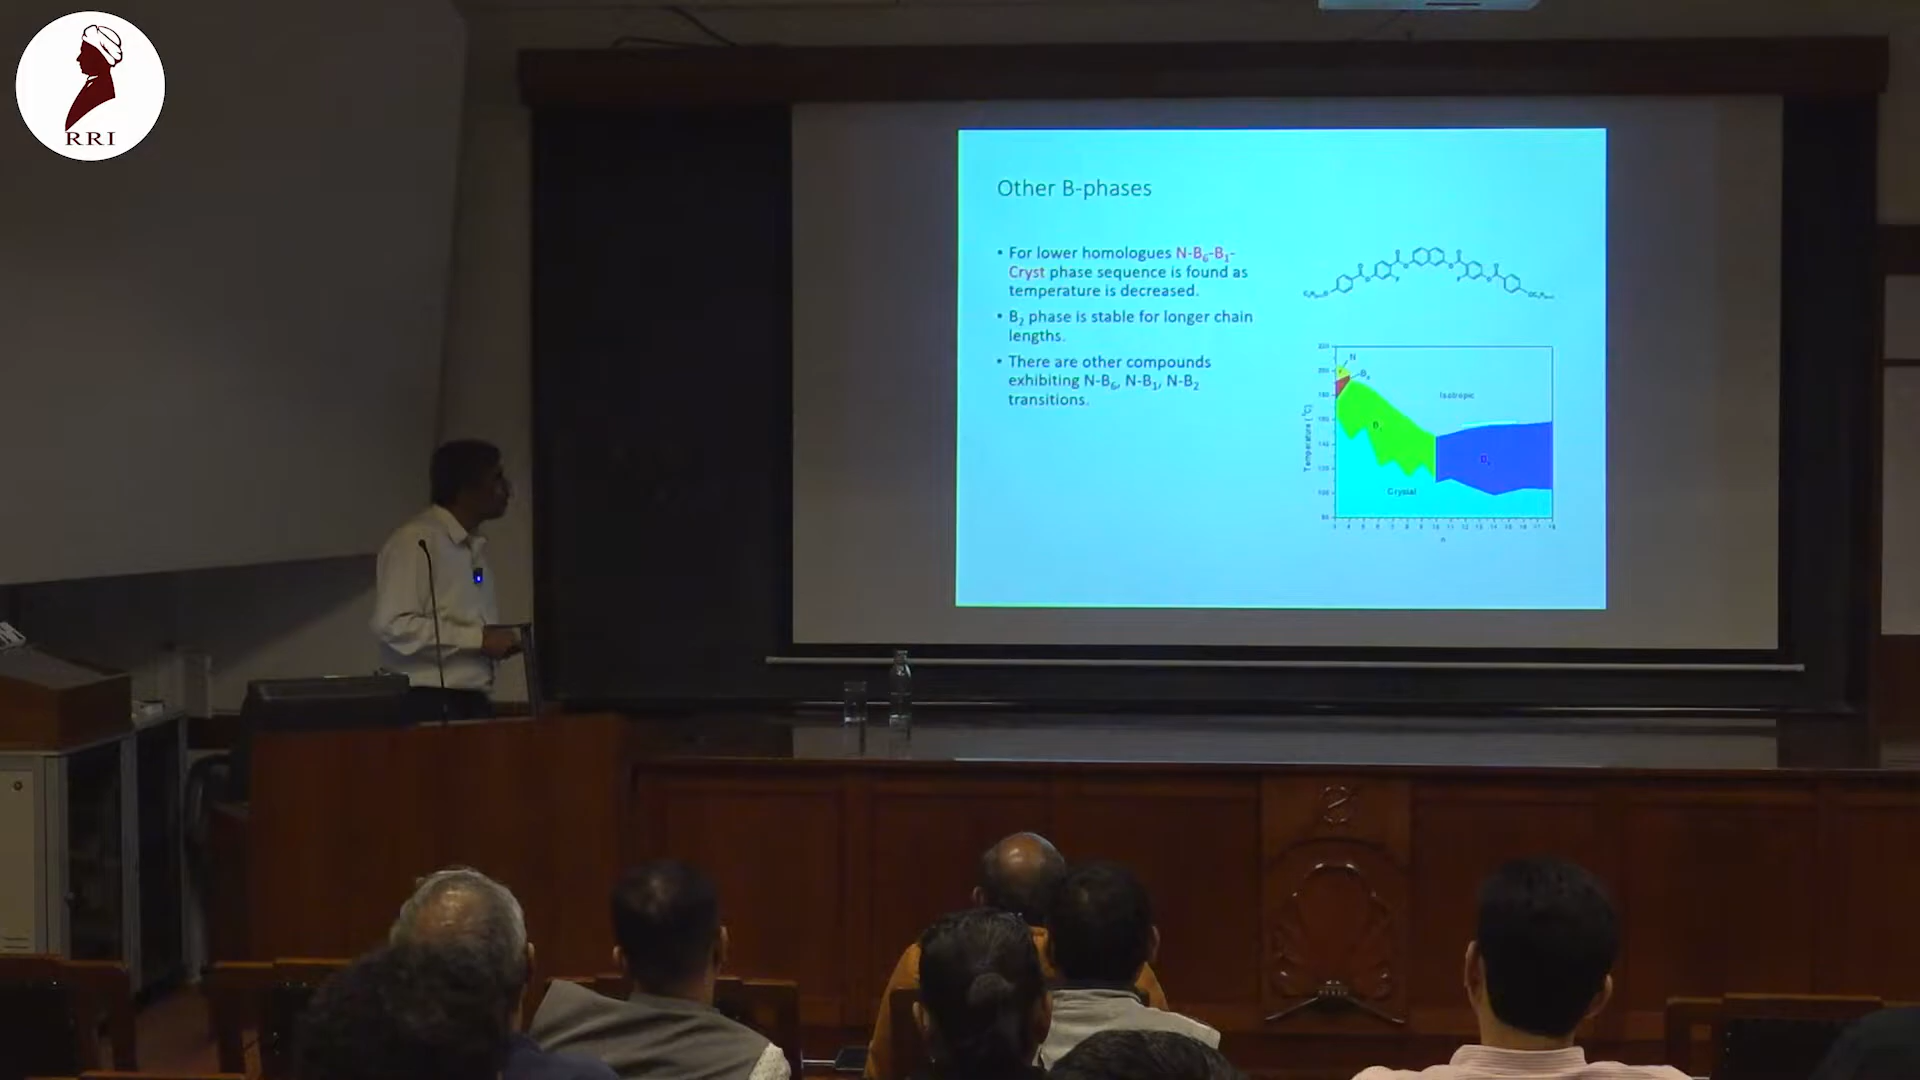 RRI
Other B-phases
• For lower homologues N-B₆-B₁-
Cryst phase sequence is found as
temperature is decreased.
• B₂ phase is stable for longer chain
lengths.
• There are other compounds
exhibiting N-B₆, N-B₁, N-B₂
transitions.
N
Isotropic
Temperature (°C)
Crystal
n